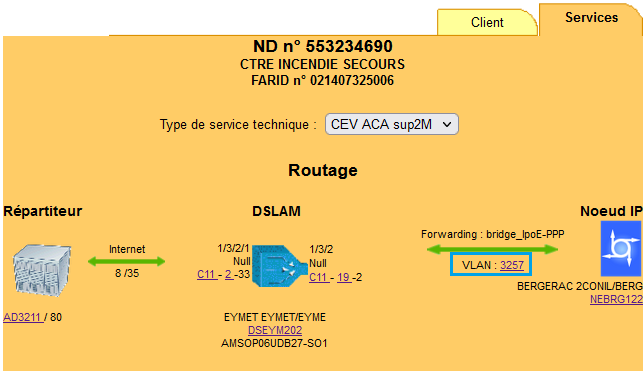 Client
Services
ND n° 553234690
CTRE INCENDIE SECOURS
FARID n° 021407325006
Type de service technique : CEV ACA sup2M
Routage
Répartiteur
DSLAM
Noeud IP
Internet
8 /35
1/3/2/1
Null
C11 - 2 -33
1/3/2
Null
C11 - 19 -2
Forwarding : bridge_IpoE-PPP
VLAN : 3257
AD3211 / 80
EYMET EYMET/EYME
DSEYM202
AMSOP06UDB27-SO1
BERGERAC 2CONIL/BERG
NEBRG122